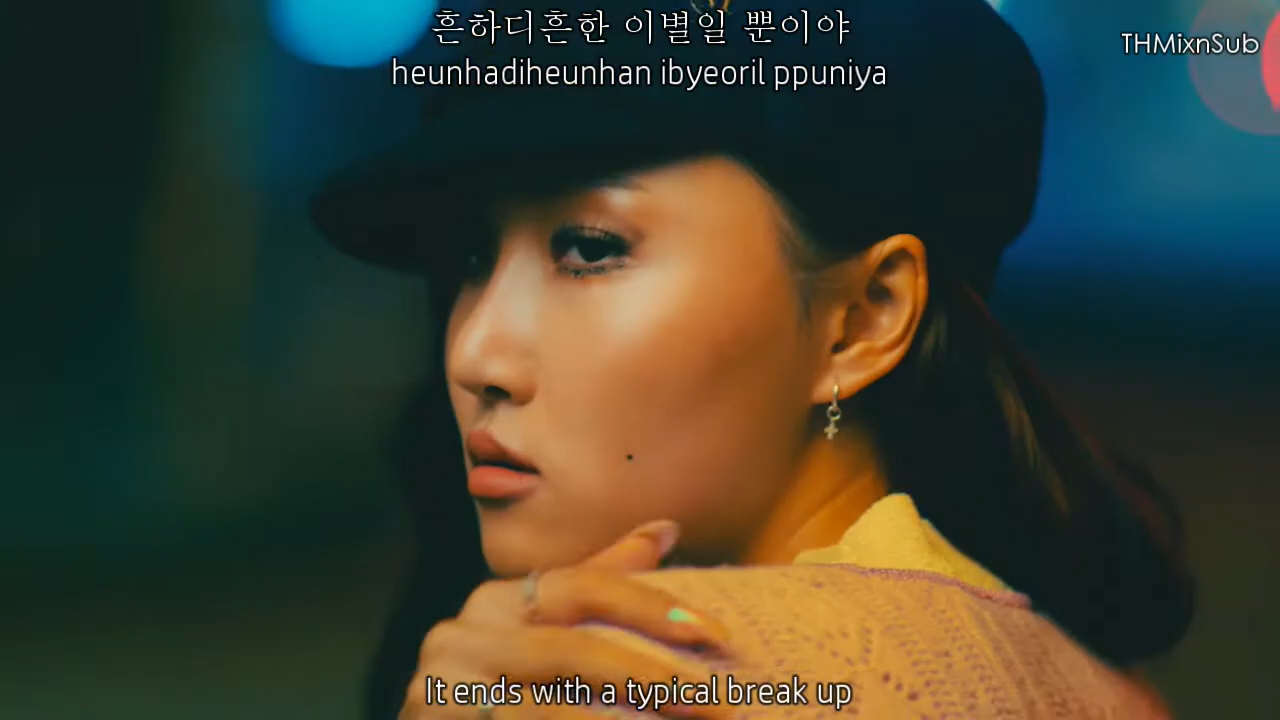 흔하디흔한 이별일 뿐이야
heunhadiheunhan ibyeoril ppuniya
THMixnSub
It ends with a typical break up